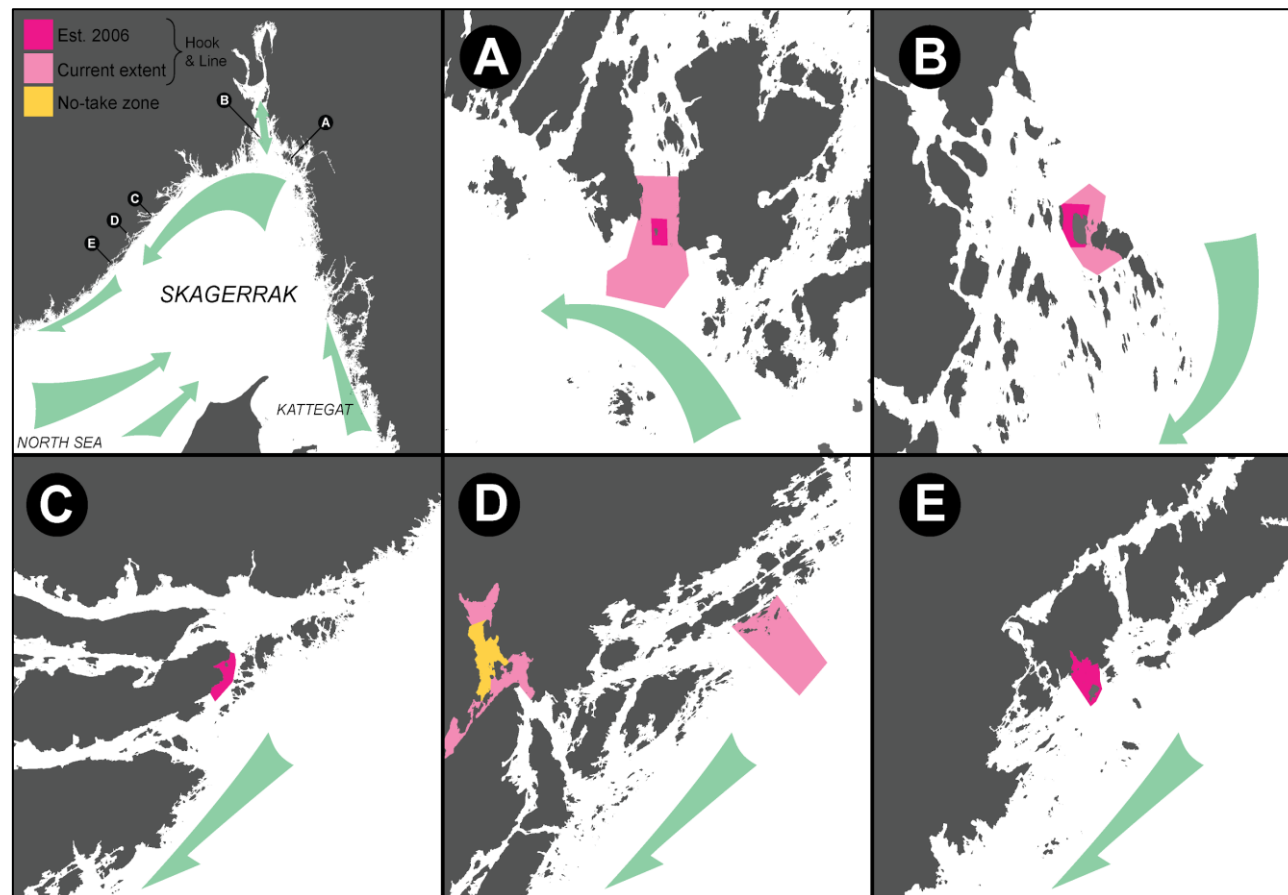 Est. 2006
Current extent
No-take zone
Hook
& Line
B
A
C
D
E
SKAGERRAK
KATTEGAT
NORTH SEA
A
B
C
D
E